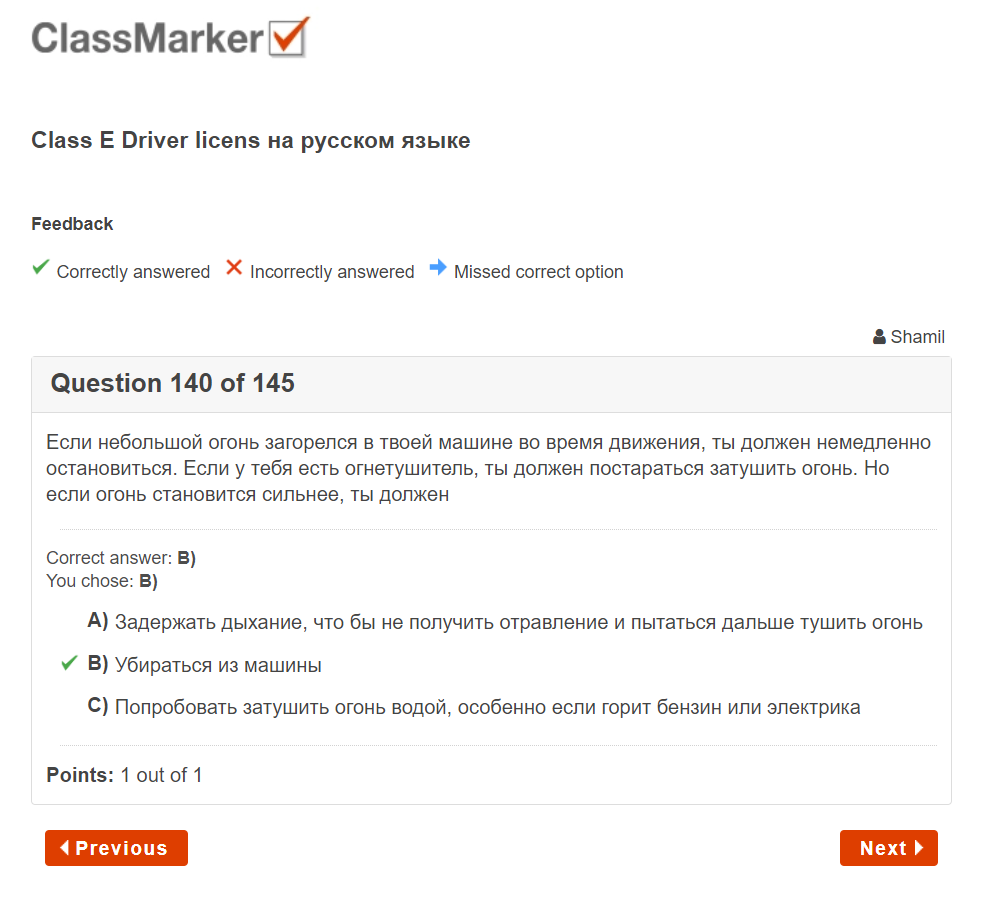 ClassMarker
Class E Driver licens на русском языке
Feedback
Correctly answered Incorrectly answered Missed correct option
Shamil
Question 140 of 145
Если небольшой огонь загорелся в твоей машине во время движения, ты должен немедленно
остановиться. Если у тебя есть огнетушитель, ты должен постараться затушить огонь. Но
если огонь становится сильнее, ты должен
Correct answer: B)
You chose: B)
A) Задержать дыхание, что бы не получить отравление и пытаться дальше тушить огонь
B) Убираться из машины
C) Попробовать затушить огонь водой, особенно если горит бензин или электрика
Points: 1 out of 1
Previous Next